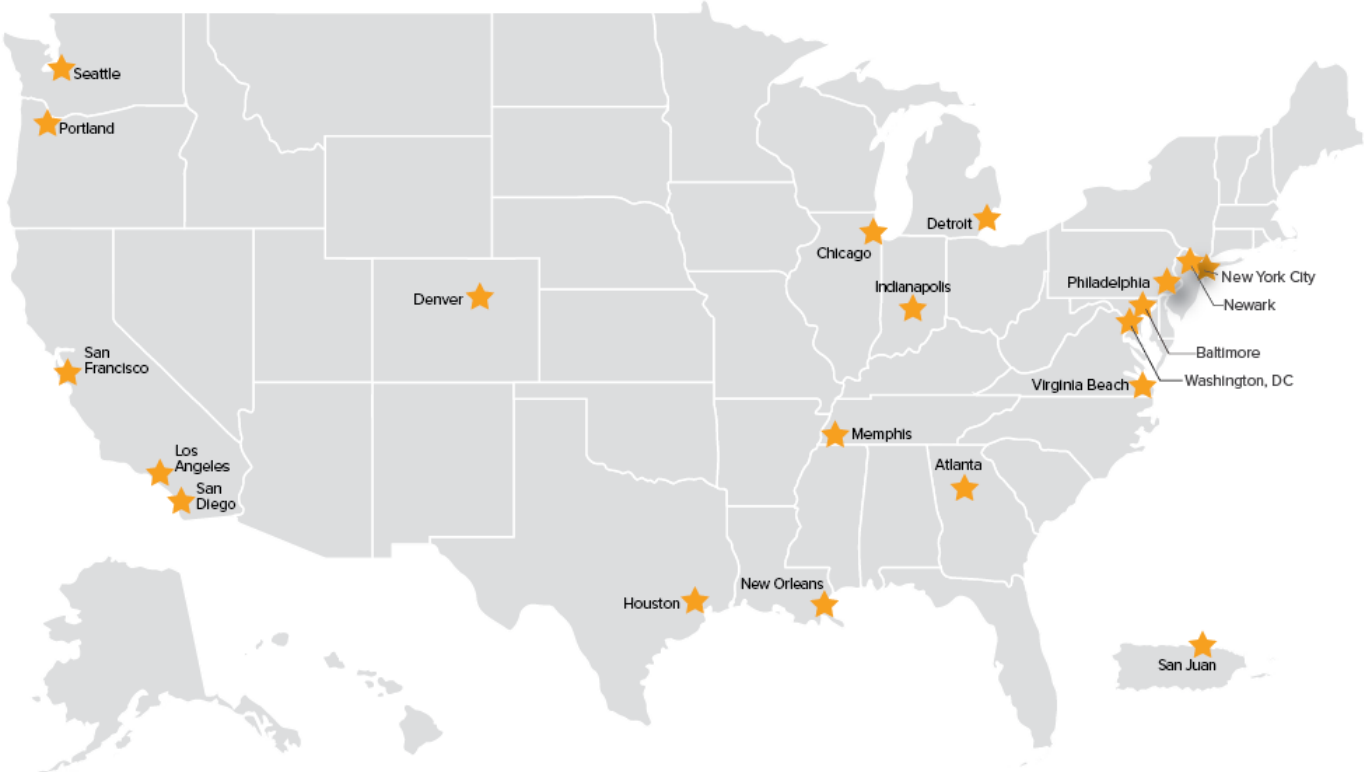 Seattle
Portland
Detroit
Chicago
Indianapolis
Philadelphia
New York City
Denver
Newark
San
Francisco
Baltimore
Washington, DC
Virginia Beach
Memphis
Los
Angeles
Atlanta
San
Diego
New Orleans
Houston
San Juan